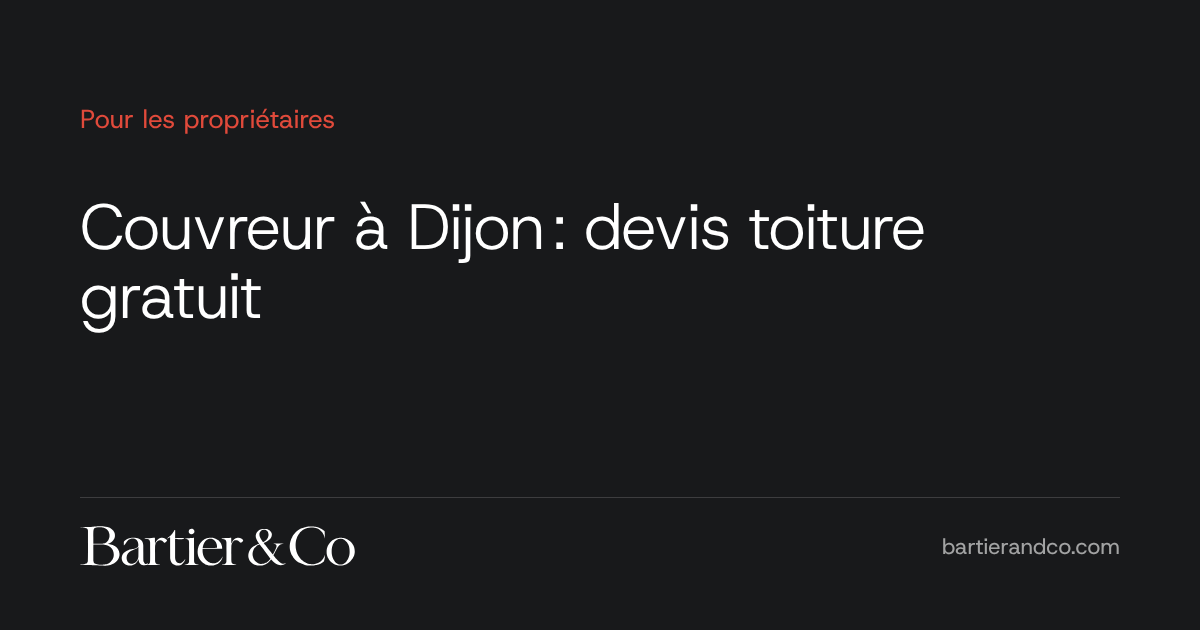 Pour les propriétaires
Couvreur à Dijon : devis toiture
gratuit
Bartier & Co
bartierandco.com